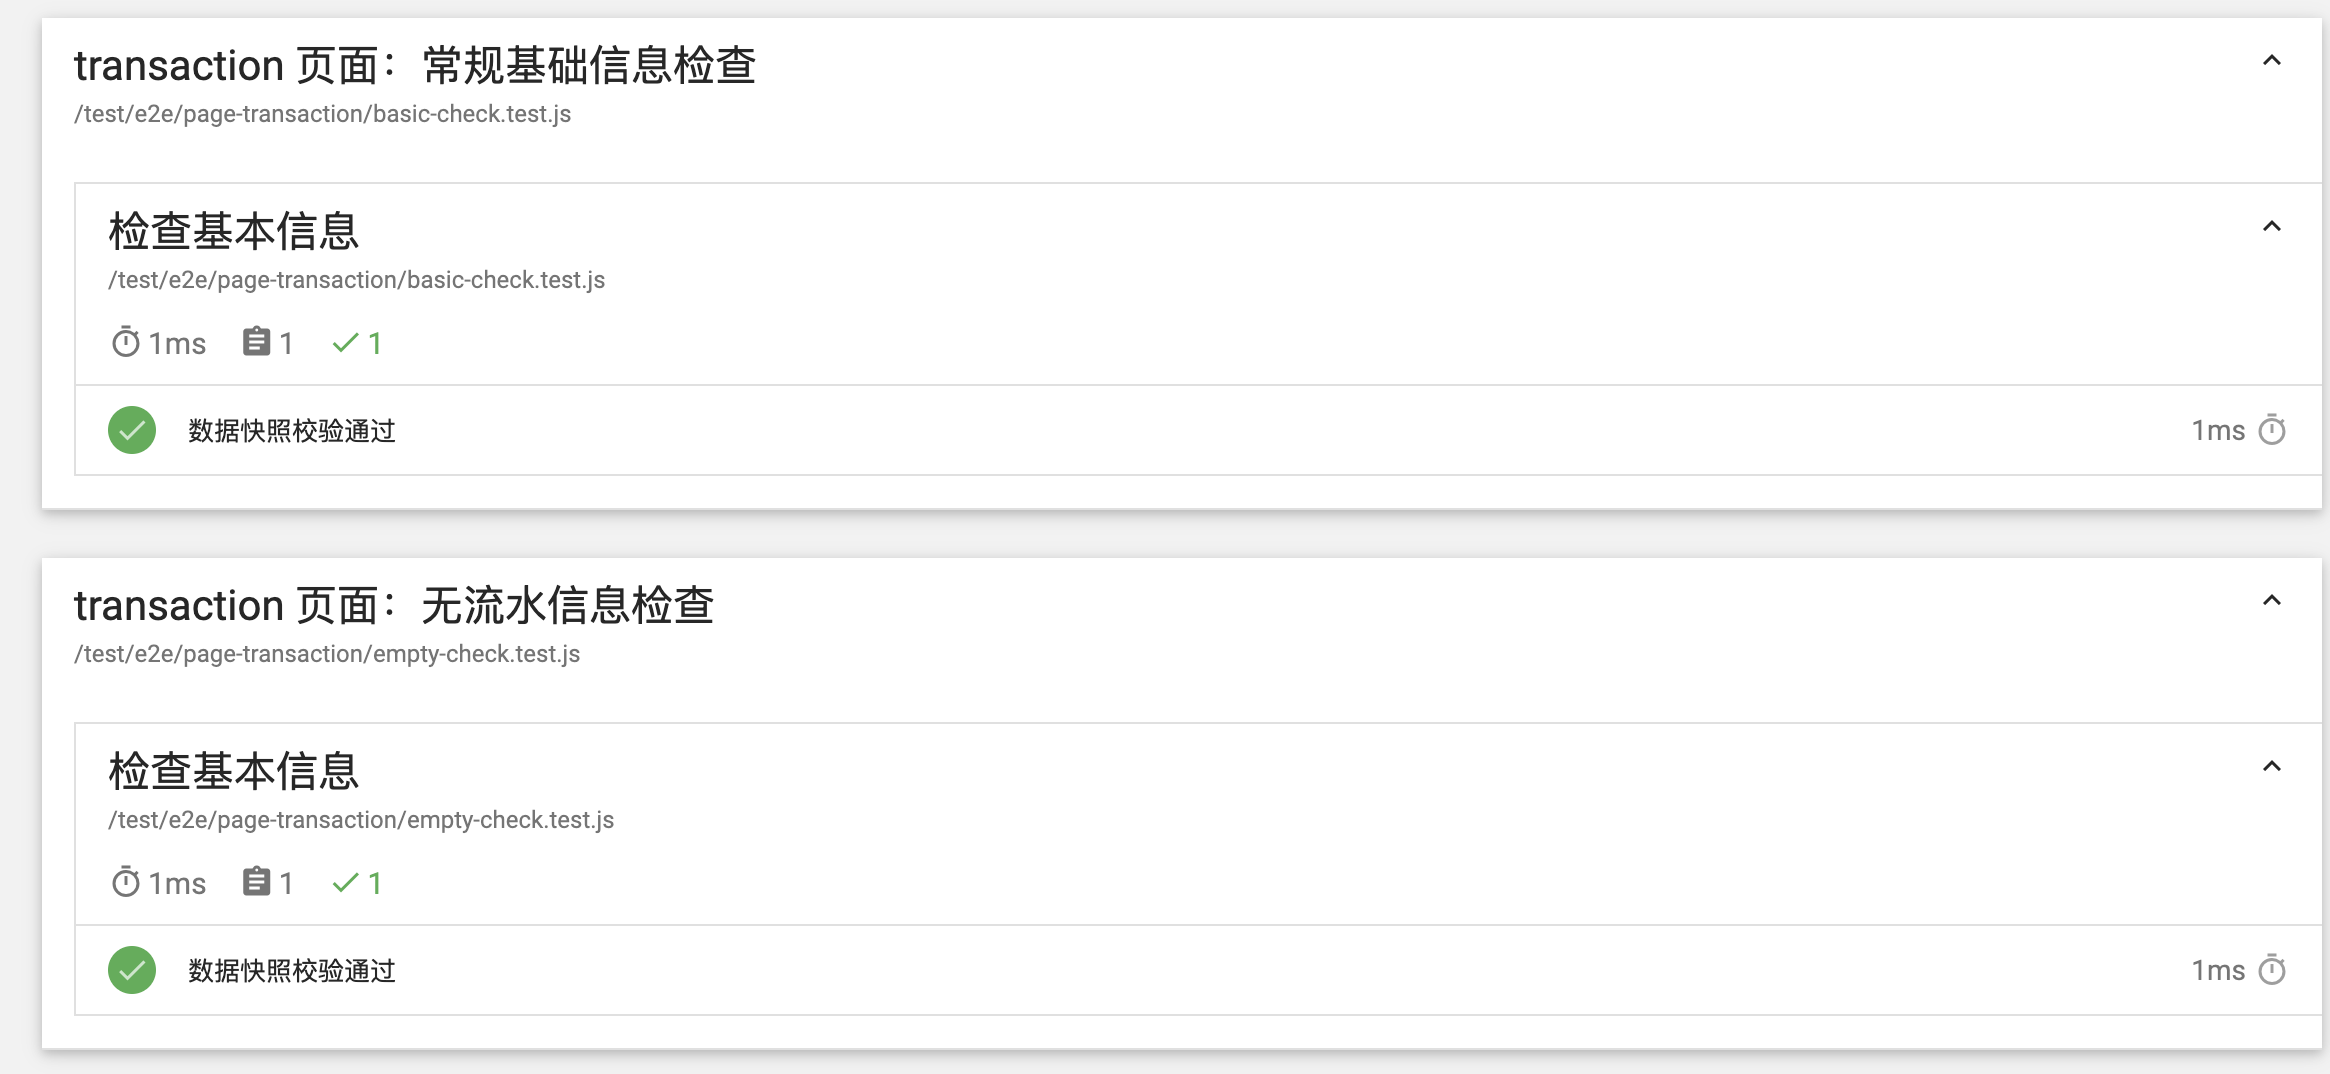 transaction 页面：常规基础信息检查
/test/e2e/page-transaction/basic-check.test.js
检查基本信息
/test/e2e/page-transaction/basic-check.test.js
1ms 1 1
数据快照校验通过 1ms
transaction 页面：无流水信息检查
/test/e2e/page-transaction/empty-check.test.js
检查基本信息
/test/e2e/page-transaction/empty-check.test.js
1ms 1 1
数据快照校验通过 1ms